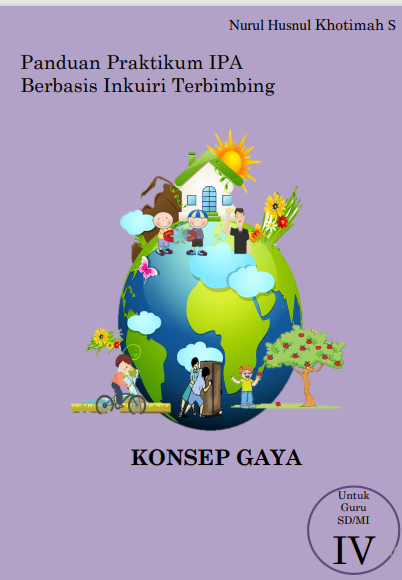 Nurul Husnul Khotimah S
Panduan Praktikum IPA
Berbasis Inkuiri Terbimbing
KONSEP GAYA
Untuk
Guru
SD/MI
IV